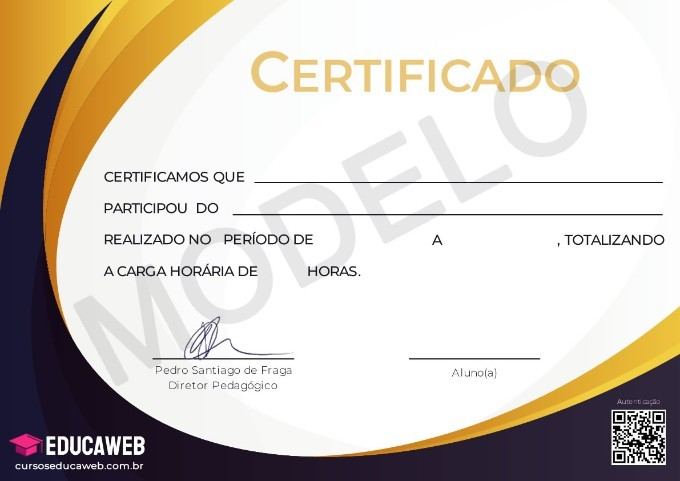 CERTIFICADO
MODELO
CERTIFICAMOS QUE
PARTICIPOU DO
REALIZADO NO PERÍODO DE A , TOTALIZANDO
A CARGA HORÁRIA DE HORAS.
Pedro Santiago de Fraga
Diretor Pedagógico
Aluno(a)
Autenticação
EDUCAWEB
cursoseducaweb.com.br